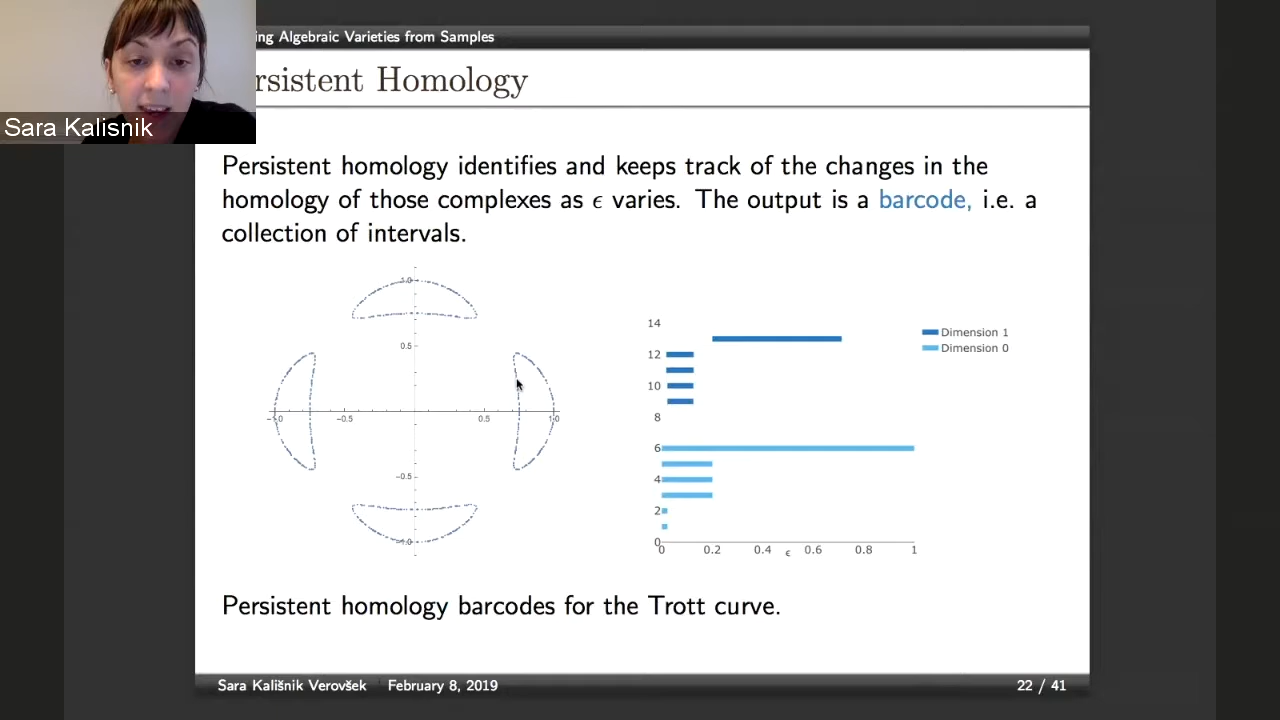 ing Algebraic Varieties from Samples
rsistent Homology
Sara Kalisnik
Persistent homology identifies and keeps track of the changes in the
homology of those complexes as ϵ varies. The output is a barcode, i.e. a
collection of intervals.
1.0
0.5
−1.0 −0.5 0.5 1.0
−0.5
−1.0
14
12
10
8
6
4
2
0
0 0.2 0.4 0.6 0.8 1
ϵ
Dimension 1
Dimension 0
Persistent homology barcodes for the Trott curve.
Sara Kališnik Verovšek February 8, 2019 22 / 41